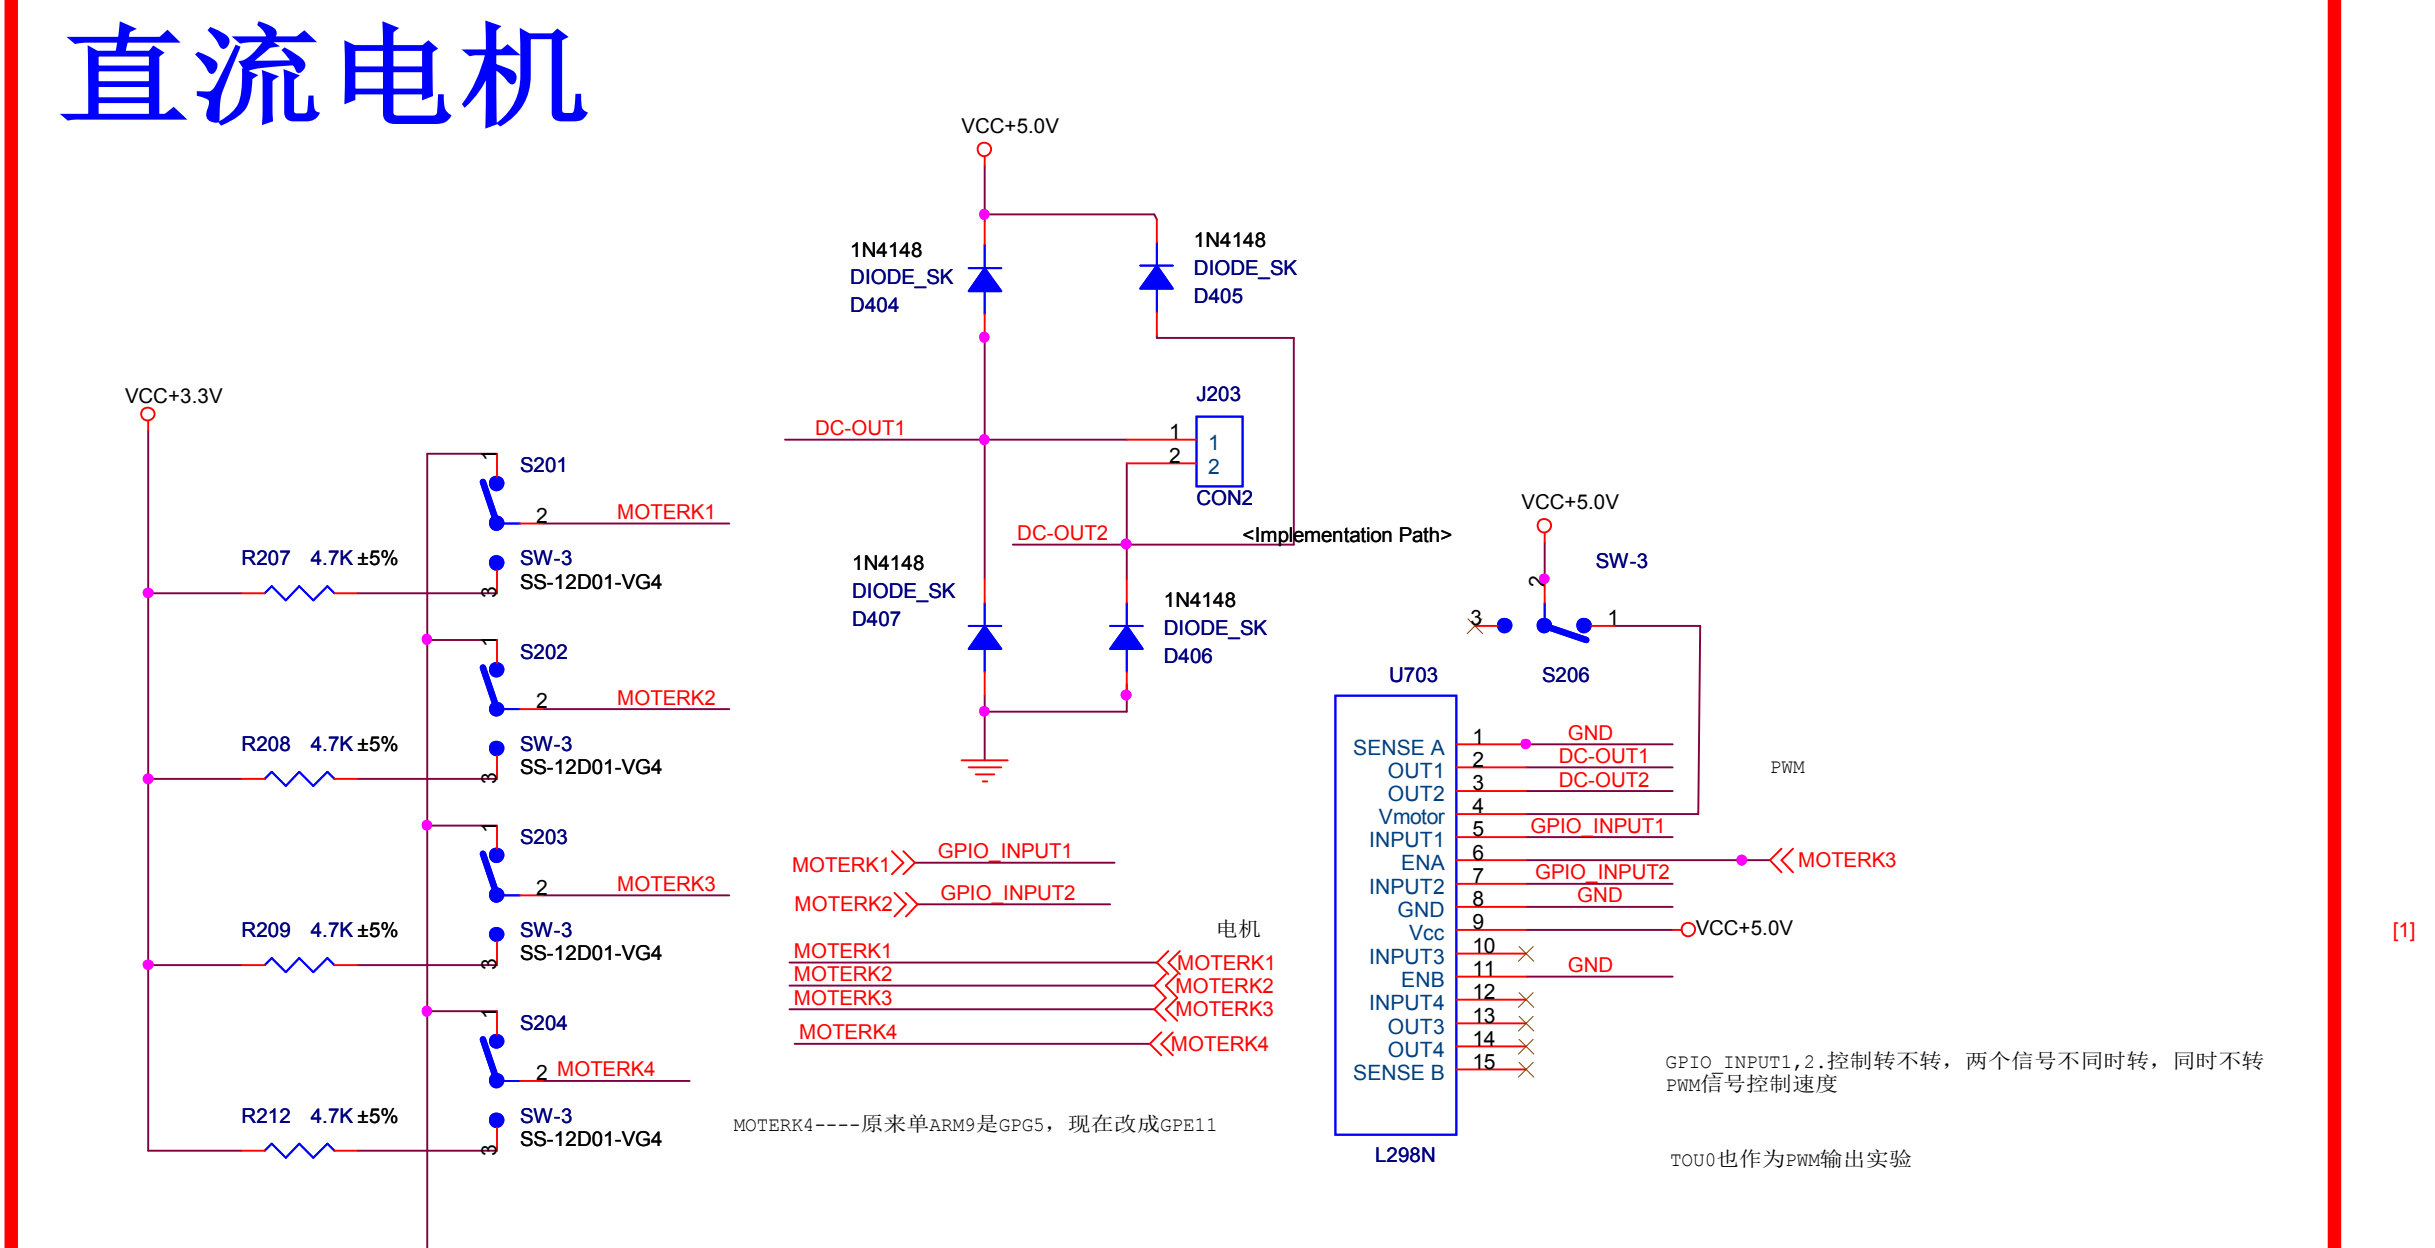 直流电机
VCC+5.0V
1N4148
DIODE_SK
D404
1N4148
DIODE_SK
D405
VCC+3.3V
J203
DC-OUT1
1
1
2
2
CON2
DC-OUT2
<Implementation Path>
1N4148
DIODE_SK
D407
1N4148
DIODE_SK
D406
1
S201
2
MOTERK1
R207 4.7K ±5%
SW-3
SS-12D01-VG4
3
1
S202
2
MOTERK2
R208 4.7K ±5%
SW-3
SS-12D01-VG4
3
1
S203
2
MOTERK3
R209 4.7K ±5%
SW-3
SS-12D01-VG4
3
1
S204
2
MOTERK4
R212 4.7K ±5%
SW-3
SS-12D01-VG4
3
MOTERK1 GPIO_INPUT1
MOTERK2 GPIO_INPUT2
电机
MOTERK1 MOTERK1
MOTERK2 MOTERK2
MOTERK3 MOTERK3
MOTERK4 MOTERK4
MOTERK4----原来单ARM9是GPG5，现在改成GPE11
VCC+5.0V
SW-3
2
3
1
S206
U703
SENSE A 1 GND
OUT1 2 DC-OUT1
OUT2 3 DC-OUT2
Vmotor 4
INPUT1 5 GPIO_INPUT1
ENA 6 MOTERK3
INPUT2 7 GPIO_INPUT2
GND 8 GND
Vcc 9 VCC+5.0V
INPUT3 10
ENB 11 GND
INPUT4 12
OUT3 13
OUT4 14
SENSE B 15
L298N
PWM
GPIO_INPUT1,2.控制转不转，两个信号不同时转，同时不转
PWM信号控制速度
TOU0也作为PWM输出实验
[1]